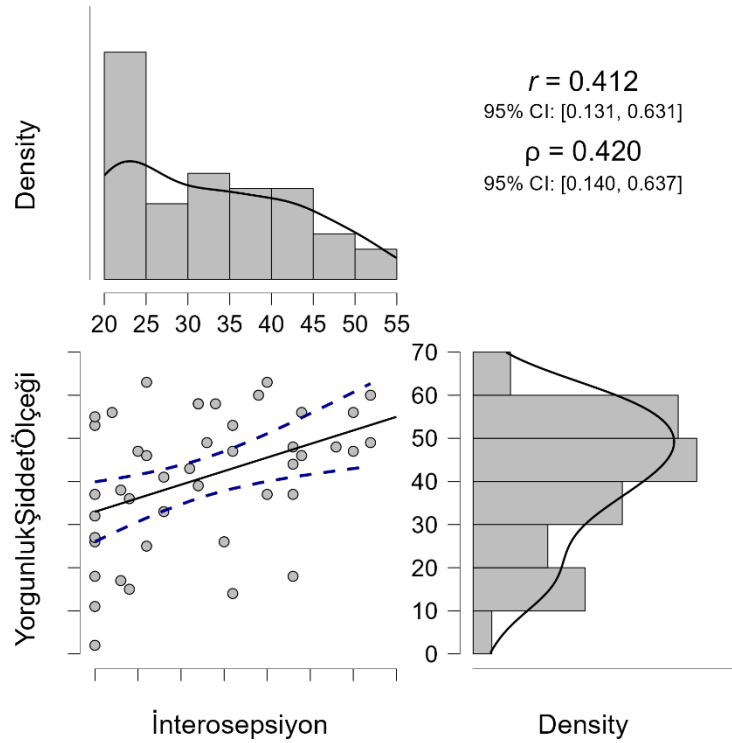 Density
r = 0.412
95% CI: [0.131, 0.631]
ρ = 0.420
95% CI: [0.140, 0.637]
20 25 30 35 40 45 50 55
YorgunlukŞiddetÖlçeği
70
60
50
40
30
20
10
0
İnterosepsiyon
Density